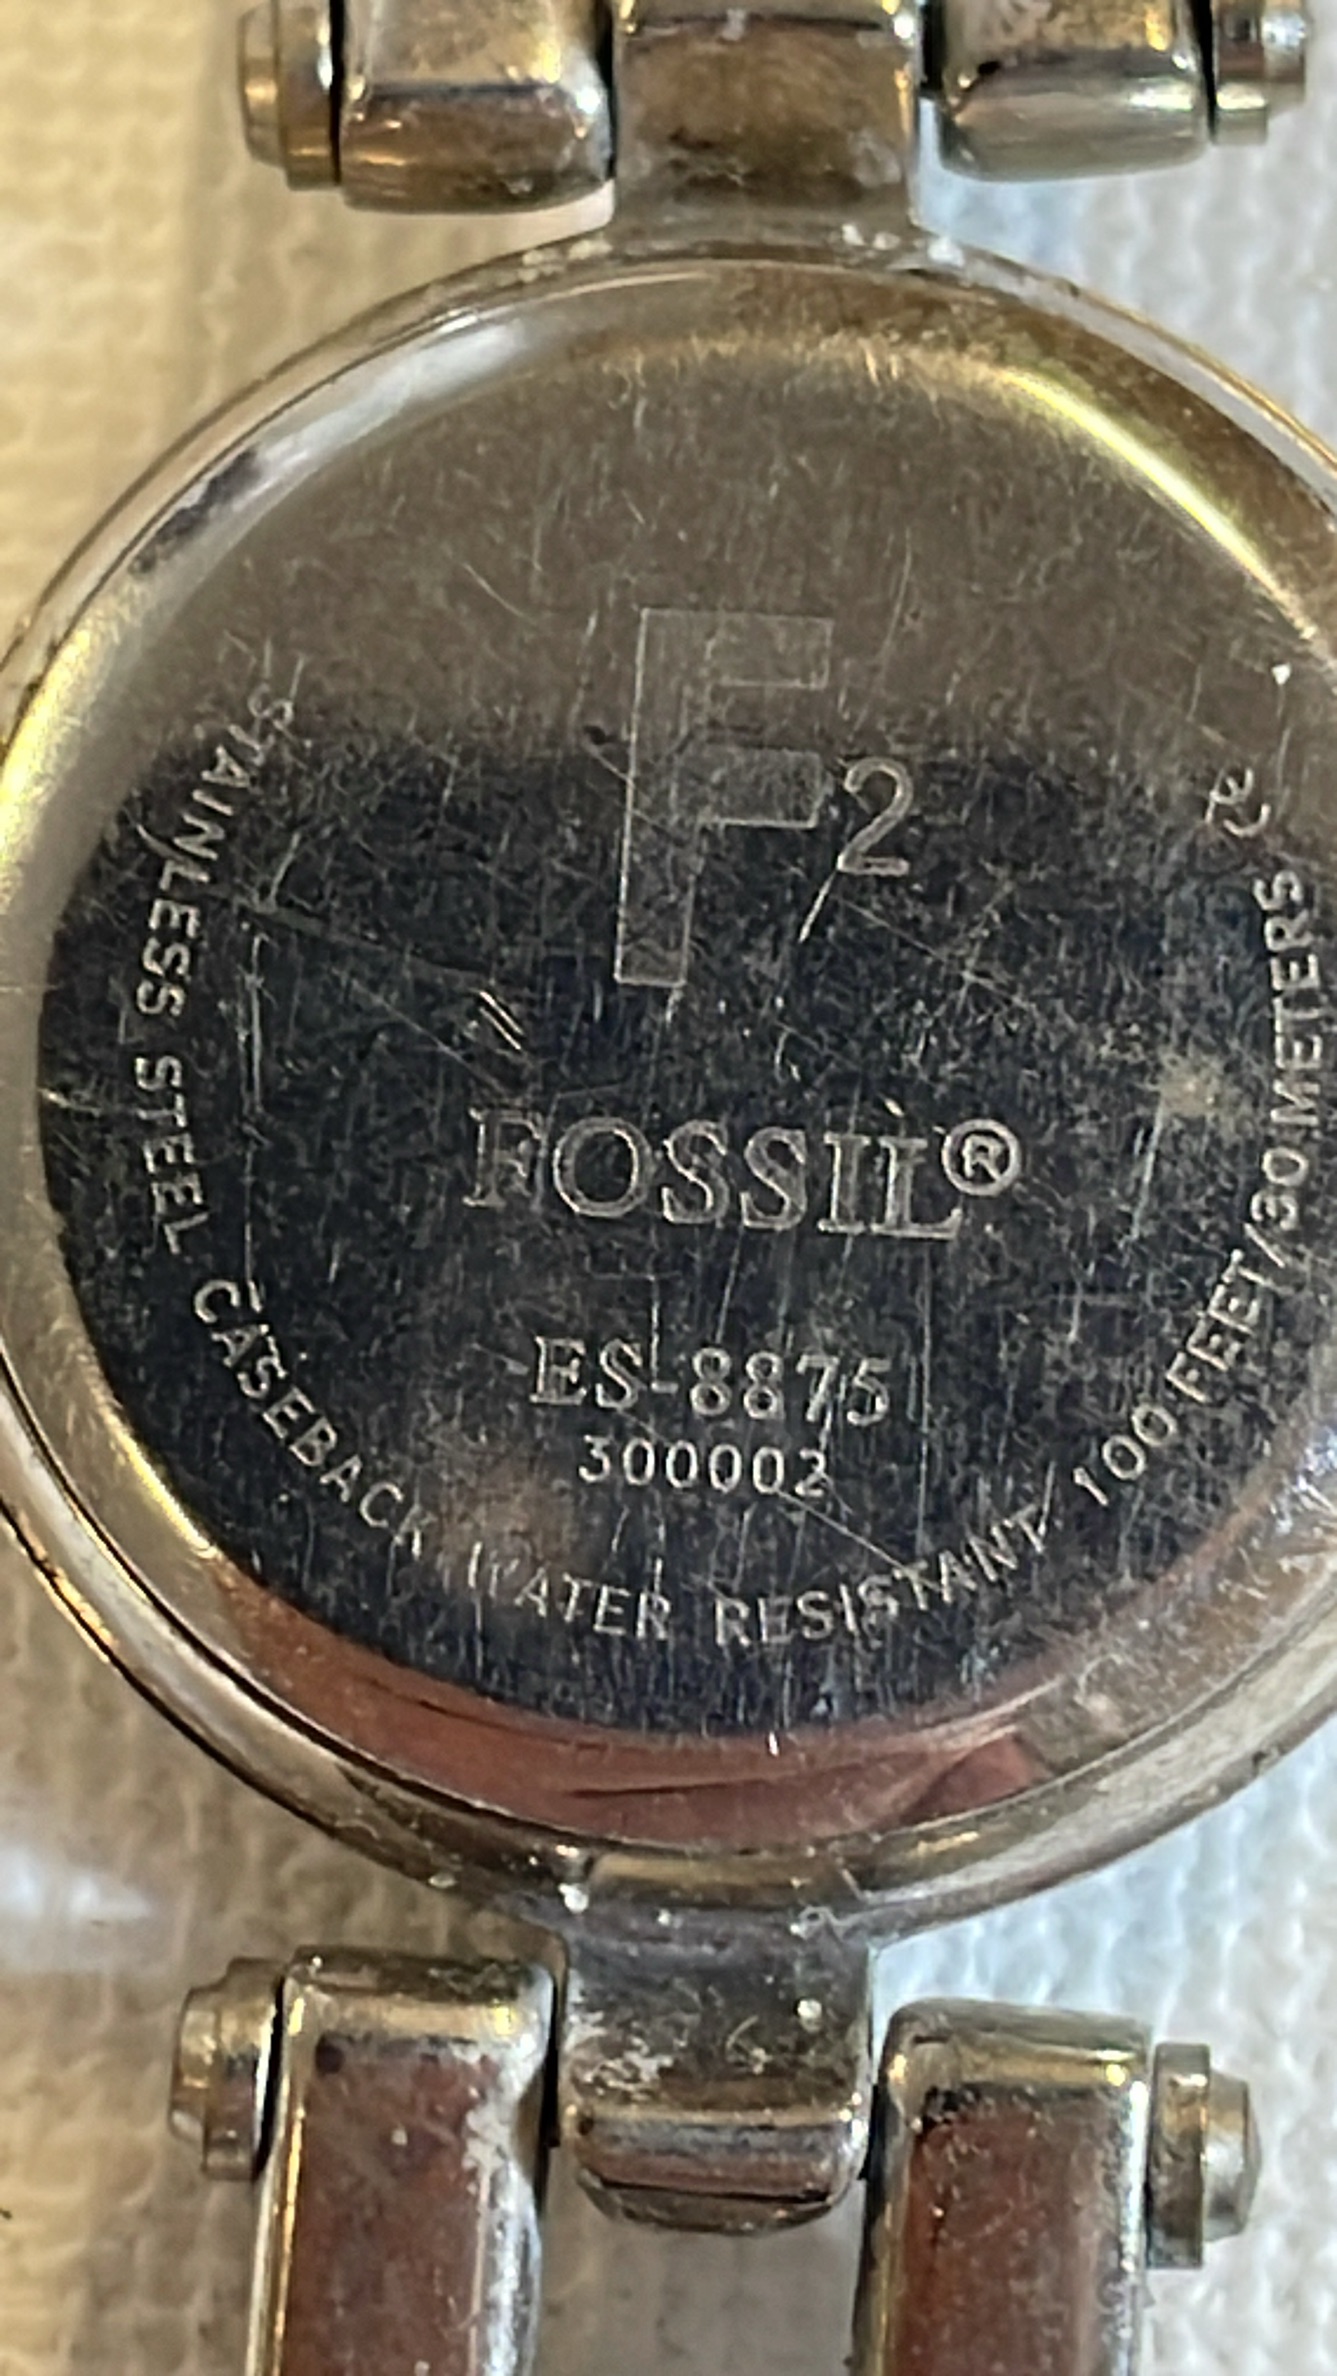 F2
FOSSIL®
ES-8875
300002
STAINLESS STEEL CASEBACK WATER RESISTANT 100 FEET/30 METERS